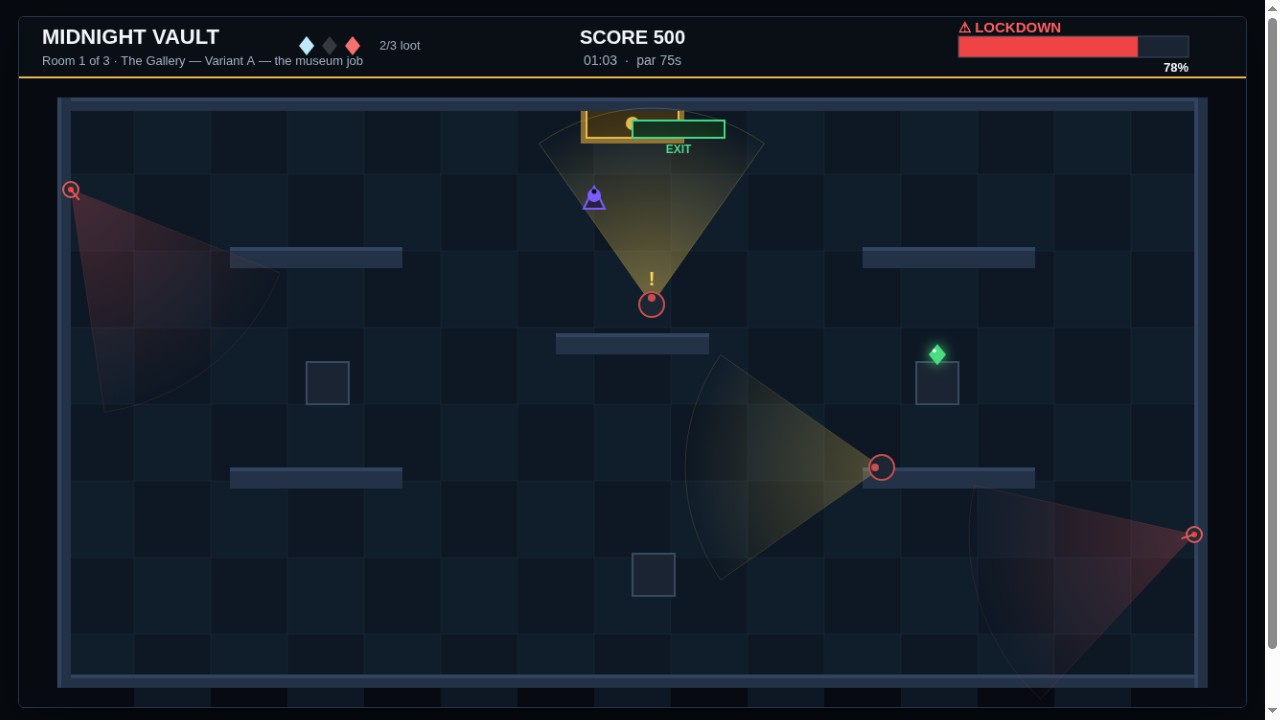 MIDNIGHT VAULT
2/3 loot
Room 1 of 3 · The Gallery — Variant A — the museum job
SCORE 500
01:03 · par 75s
⚠ LOCKDOWN
78%
EXIT
!